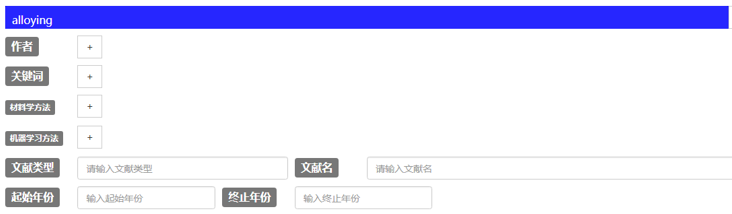 alloying
作者 +
关键词 +
材料学方法 +
机器学习方法 +
文献类型 请输入文献类型 文献名 请输入文献名
起始年份 输入起始年份 终止年份 输入终止年份